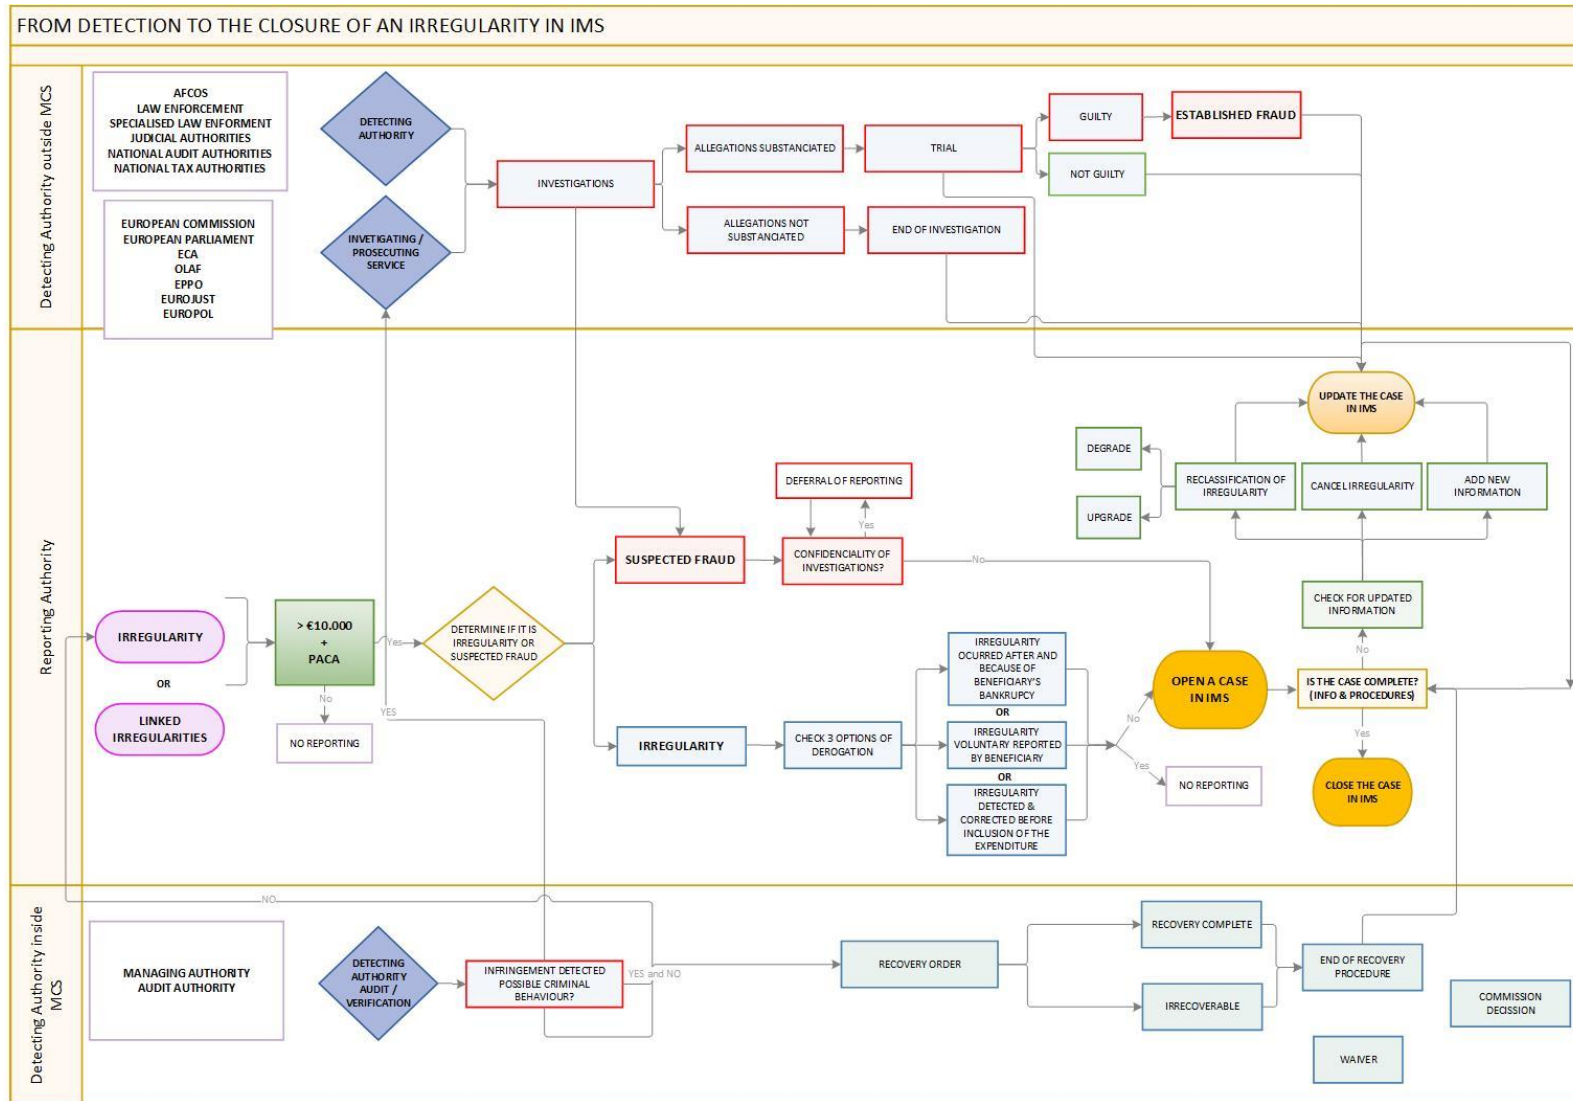 FROM DETECTION TO THE CLOSURE OF AN IRREGULARITY IN IMS
Detecting Authority outside MCS
AFCOS
LAW ENFORCEMENT
SPECIALISED LAW ENFORMENT
JUDICIAL AUTHORITIES
NATIONAL AUDIT AUTHORITIES
NATIONAL TAX AUTHORITIES
EUROPEAN COMMISSION
EUROPEAN PARLIAMENT
ECA
OLAF
EPPO
EUROJUST
EUROPOL
DETECTING
AUTHORITY
INVETIGATING /
PROSECUTING
SERVICE
INVESTIGATIONS
ALLEGATIONS SUBSTANCIATED
ALLEGATIONS NOT
SUBSTANCIATED
TRIAL
END OF INVESTIGATION
GUILTY
NOT GUILTY
ESTABLISHED FRAUD
Reporting Authority
IRREGULARITY
OR
LINKED
IRREGULARITIES
> €10.000
+
PACA
Yes
No
NO REPORTING
YES
DETERMINE IF IT IS
IRREGULARITY OR
SUSPECTED FRAUD
SUSPECTED FRAUD
DEFERRAL OF REPORTING
Yes
CONFIDENCIALITY OF
INVESTIGATIONS?
No
IRREGULARITY
CHECK 3 OPTIONS OF
DEROGATION
IRREGULARITY
OCURRED AFTER AND
BECAUSE OF
BENEFICIARY'S
BANKRUPCY
OR
IRREGULARITY
VOLUNTARY REPORTED
BY BENEFICIARY
OR
IRREGULARITY
DETECTED &
CORRECTED BEFORE
INCLUSION OF THE
EXPENDITURE
No
Yes
NO REPORTING
OPEN A CASE
IN IMS
UPDATE THE CASE
IN IMS
DEGRADE
UPGRADE
RECLASSIFICATION OF
IRREGULARITY
CANCEL IRREGULARITY
ADD NEW
INFORMATION
CHECK FOR UPDATED
INFORMATION
No
IS THE CASE COMPLETE?
(INFO & PROCEDURES)
Yes
CLOSE THE CASE
IN IMS
Detecting Authority inside
MCS
NO
MANAGING AUTHORITY
AUDIT AUTHORITY
DETECTING
AUTHORITY
AUDIT /
VERIFICATION
INFRINGEMENT DETECTED
POSSIBLE CRIMINAL
BEHAVIOUR?
YES and NO
RECOVERY ORDER
RECOVERY COMPLETE
IRRECOVERABLE
END OF RECOVERY
PROCEDURE
WAIVER
COMMISSION
DECISSION